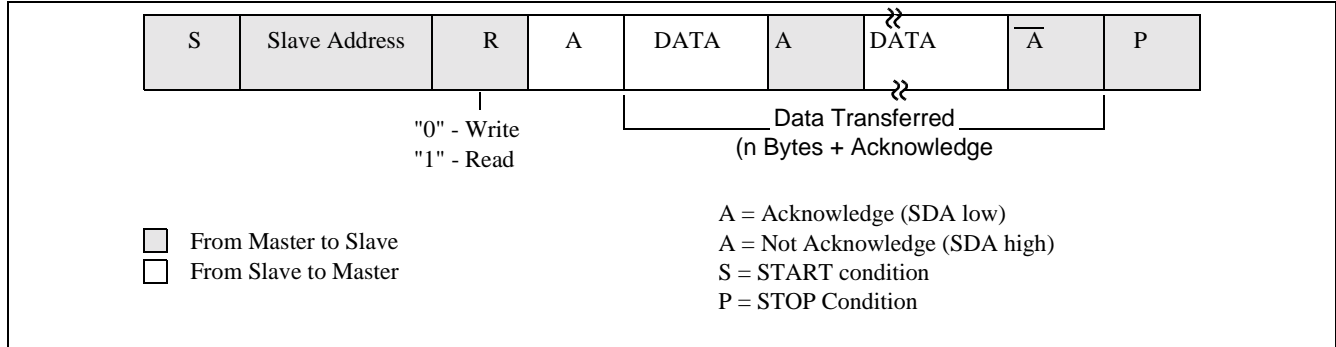 S Slave Address R A DATA A DATA A̅ P
"0" - Write
"1" - Read
Data Transferred
(n Bytes + Acknowledge
From Master to Slave
From Slave to Master
A = Acknowledge (SDA low)
A = Not Acknowledge (SDA high)
S = START condition
P = STOP Condition